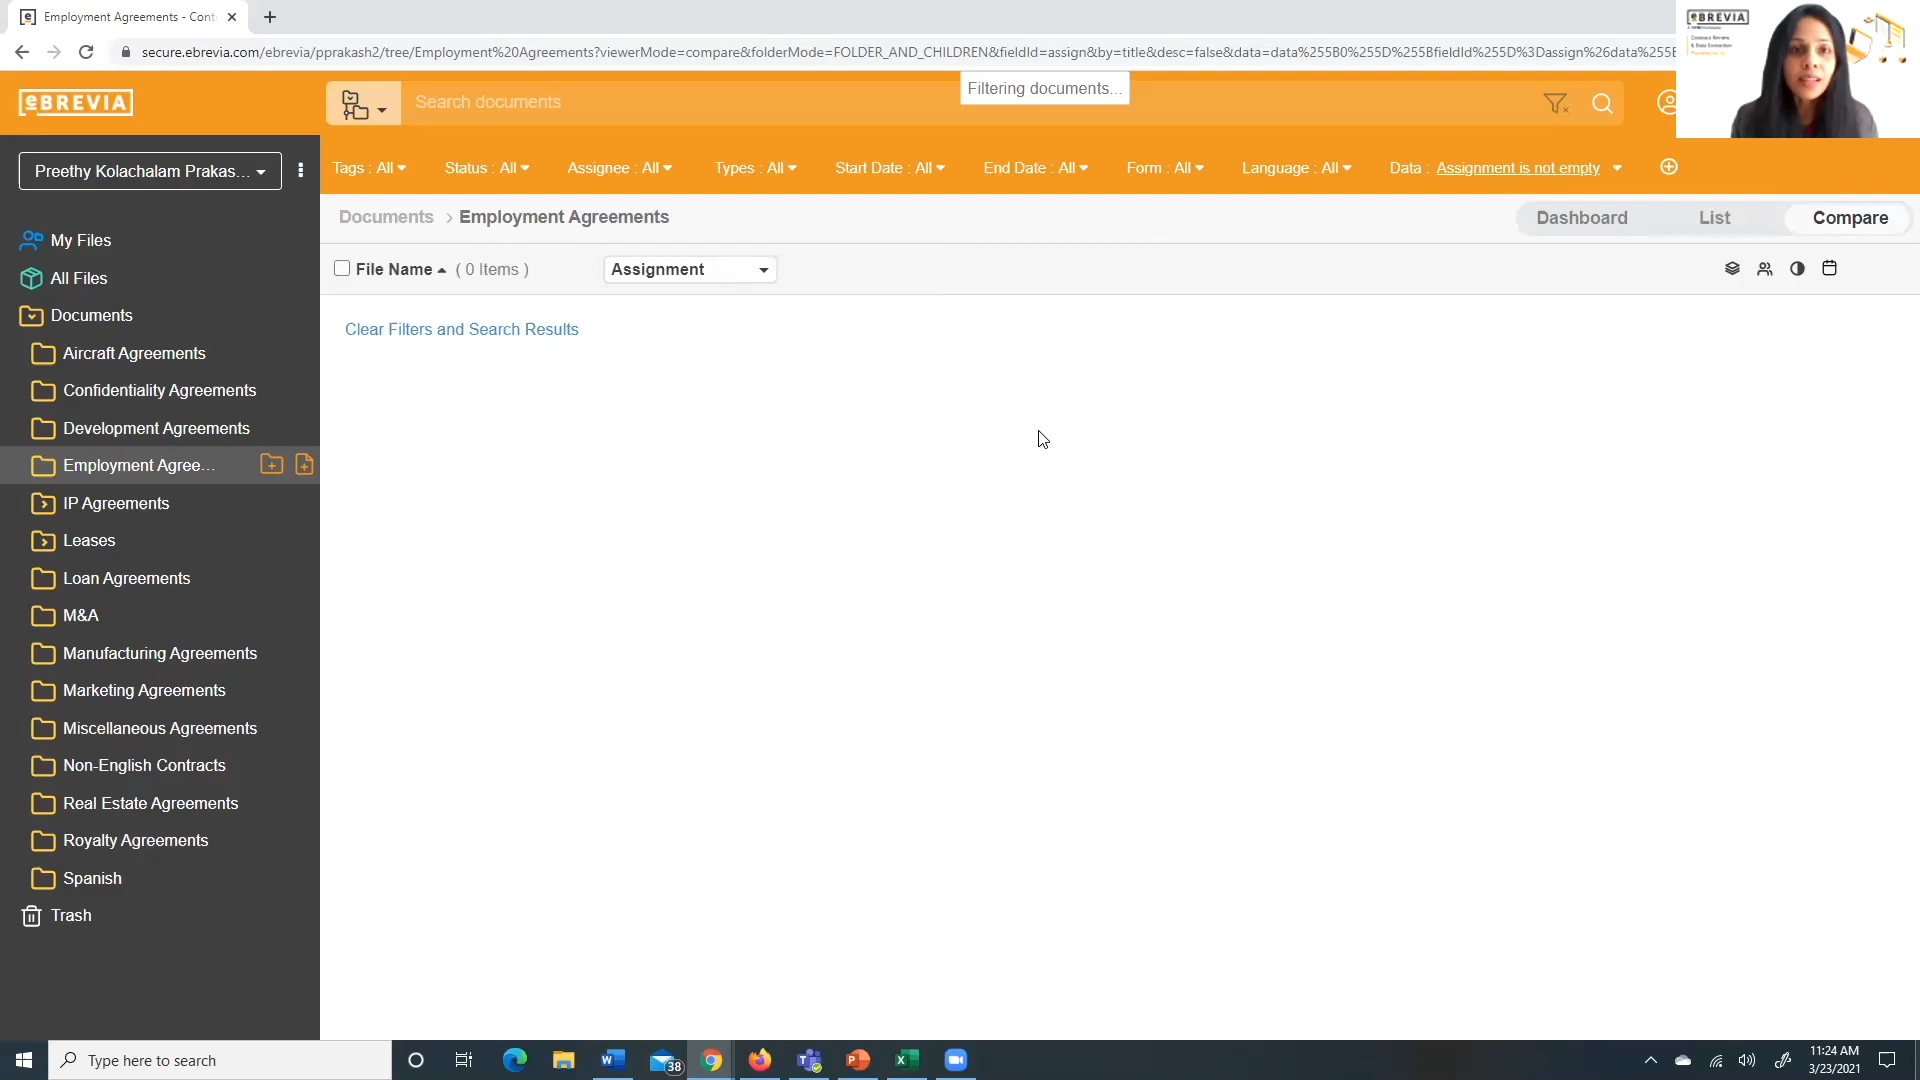 Employment Agreements - Cont
secure.ebrevia.com/ebrevia/pprakash2/tree/Employment%20Agreements?viewerMode=compare&folderMode=FOLDER_AND_CHILDREN&fieldId=assign&by=title&desc=false&data=data%255B0%255D%255BfieldId%255D%3Dassign%26data%255E
eBREVIA
Search documents
Filtering documents...
eBREVIA
Preethy Kolachalam Prakas...
Tags : All
Status : All
Assignee : All
Types : All
Start Date : All
End Date : All
Form : All
Language : All
Data : Assignment is not empty
Documents > Employment Agreements
Dashboard
List
Compare
File Name ( 0 Items )
Assignment
Clear Filters and Search Results
My Files
All Files
Documents
Aircraft Agreements
Confidentiality Agreements
Development Agreements
Employment Agree...
IP Agreements
Leases
Loan Agreements
M&A
Manufacturing Agreements
Marketing Agreements
Miscellaneous Agreements
Non-English Contracts
Real Estate Agreements
Royalty Agreements
Spanish
Trash
Type here to search
38
11:24 AM
3/23/2021